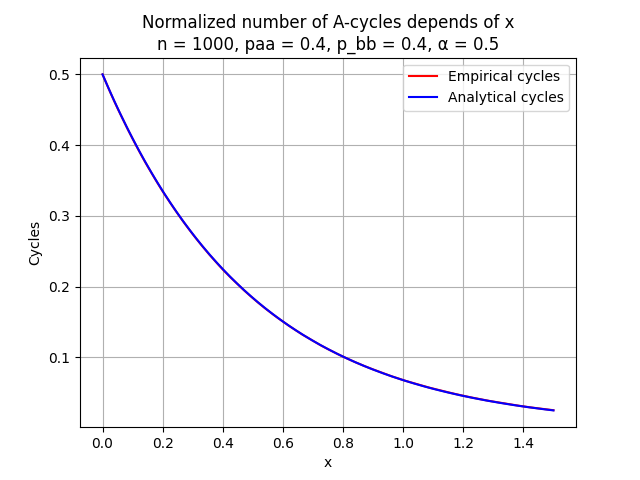 Normalized number of A-cycles depends of x
n = 1000, paa = 0.4, p_bb = 0.4, α = 0.5
Empirical cycles
Analytical cycles
Cycles
0.5
0.4
0.3
0.2
0.1
0.0 0.2 0.4 0.6 0.8 1.0 1.2 1.4
x